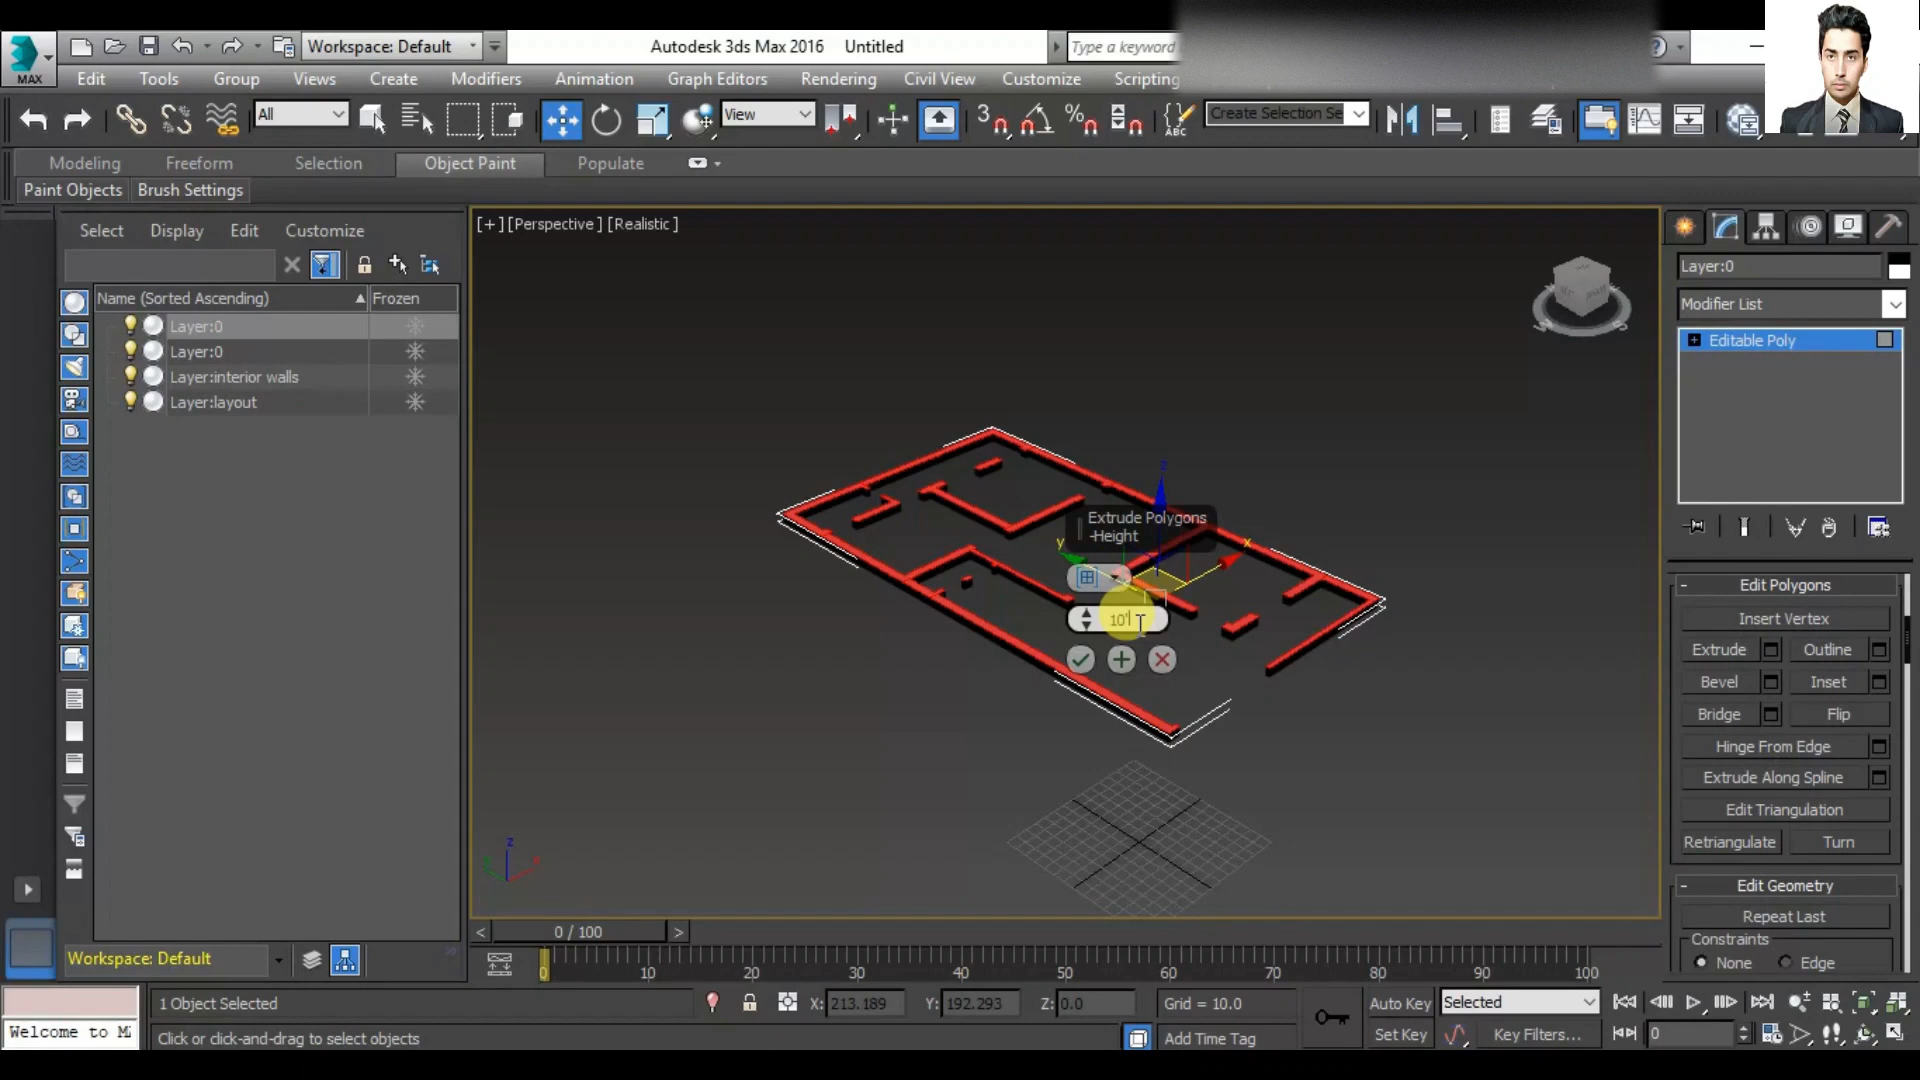 Workspace: Default
Autodesk 3ds Max 2016 Untitled
Type a keyword
?
MAX
Edit Tools Group Views Create Modifiers Animation Graph Editors Rendering Civil View Customize Scripting
All
View
3
%
ABC
Create Selection Se
Modeling Freeform Selection Object Paint Populate
Paint Objects Brush Settings
Select Display Edit Customize
Name (Sorted Ascending) Frozen
Layer:0
Layer:0
Layer:interior walls
Layer:layout
[+] [Perspective ] [Realistic ]
z
Extrude Polygons
-Height
y
x
10'
z
x
Layer:0
Modifier List
Editable Poly
- Edit Polygons
Insert Vertex
Extrude Outline
Bevel Inset
Bridge Flip
Hinge From Edge
Extrude Along Spline
Edit Triangulation
Retriangulate Turn
- Edit Geometry
Repeat Last
Constraints
None Edge
< 0 / 100 >
Workspace: Default
0 10 20 30 40 50 60 70 80 90 100
1 Object Selected X: 213.189 Y: 192.293 Z: 0.0 Grid = 10.0 Auto Key Selected
Welcome to M
Click or click-and-drag to select objects Add Time Tag Set Key Key Filters... 0